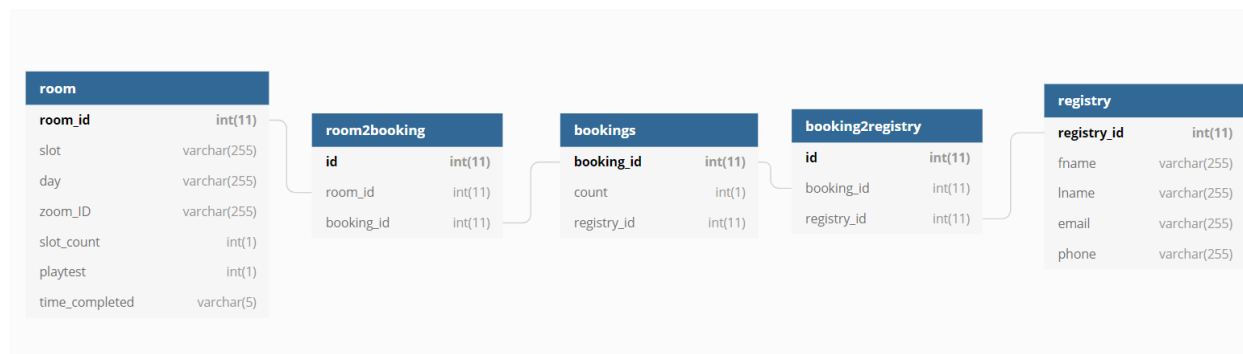 room
room_id int(11)
slot varchar(255)
day varchar(255)
zoom_ID varchar(255)
slot_count int(1)
playtest int(1)
time_completed varchar(5)
room2booking
id int(11)
room_id int(11)
booking_id int(11)
bookings
booking_id int(11)
count int(1)
registry_id int(11)
booking2registry
id int(11)
booking_id int(11)
registry_id int(11)
registry
registry_id int(11)
fname varchar(255)
lname varchar(255)
email varchar(255)
phone varchar(255)